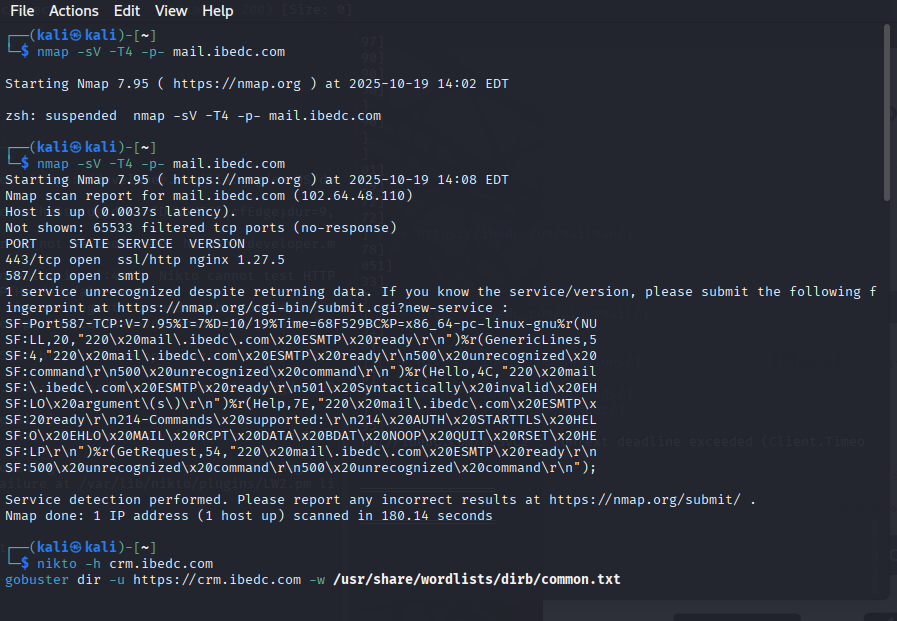 File Actions Edit View Help
┌──(kali㉿kali)-[~]
└─$ nmap -sV -T4 -p- mail.ibedc.com
Starting Nmap 7.95 ( https://nmap.org ) at 2025-10-19 14:02 EDT
zsh: suspended  nmap -sV -T4 -p- mail.ibedc.com
┌──(kali㉿kali)-[~]
└─$ nmap -sV -T4 -p- mail.ibedc.com
Starting Nmap 7.95 ( https://nmap.org ) at 2025-10-19 14:08 EDT
Nmap scan report for mail.ibedc.com (102.64.48.110)
Host is up (0.0037s latency).
Not shown: 65533 filtered tcp ports (no-response)
PORT    STATE SERVICE  VERSION
443/tcp open  ssl/http nginx 1.27.5
587/tcp open  smtp
1 service unrecognized despite returning data. If you know the service/version, please submit the following f
ingerprint at https://nmap.org/cgi-bin/submit.cgi?new-service :
SF-Port587-TCP:V=7.95%I=7%D=10/19%Time=68F529BC%P=x86_64-pc-linux-gnu%r(NU
SF:LL,20,"220\x20mail\.ibedc\.com\x20ESMTP\x20ready\r\n")%r(GenericLines,5
SF:4,"220\x20mail\.ibedc\.com\x20ESMTP\x20ready\r\n500\x20unrecognized\x20
SF:command\r\n500\x20unrecognized\x20command\r\n")%r(Hello,4C,"220\x20mail
SF:\.ibedc\.com\x20ESMTP\x20ready\r\n501\x20Syntactically\x20invalid\x20EH
SF:LO\x20argument\(s\)\r\n")%r(Help,7E,"220\x20mail\.ibedc\.com\x20ESMTP\x
SF:20ready\r\n214-Commands\x20supported:\r\n214\x20AUTH\x20STARTTLS\x20HEL
SF:O\x20EHLO\x20MAIL\x20RCPT\x20DATA\x20BDAT\x20NOOP\x20QUIT\x20RSET\x20HE
SF:LP\r\n")%r(GetRequest,54,"220\x20mail\.ibedc\.com\x20ESMTP\x20ready\r\n
SF:500\x20unrecognized\x20command\r\n500\x20unrecognized\x20command\r\n");
Service detection performed. Please report any incorrect results at https://nmap.org/submit/ .
Nmap done: 1 IP address (1 host up) scanned in 180.14 seconds
┌──(kali㉿kali)-[~]
└─$ nikto -h crm.ibedc.com
gobuster dir -u https://crm.ibedc.com -w /usr/share/wordlists/dirb/common.txt